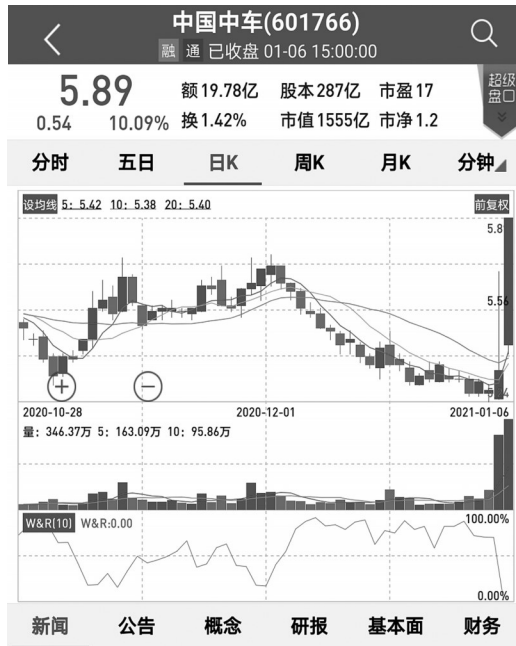 中国中车(601766)
融 通 已收盘 01-06 15:00:00
5.89 额 19.78亿 股本 287亿 市盈 17 超级盘口
0.54 10.09% 换 1.42% 市值 1555亿 市净 1.2
分时 五日 日K 周K 月K 分钟
设均线 5: 5.42 10: 5.38 20: 5.40 前复权
5.8
5.56
2020-10-28 2020-12-01 2021-01-06
量: 346.37万 5: 163.09万 10: 95.86万
W&R(10) W&R:0.00 100.00%
0.00%
新闻 公告 概念 研报 基本面 财务